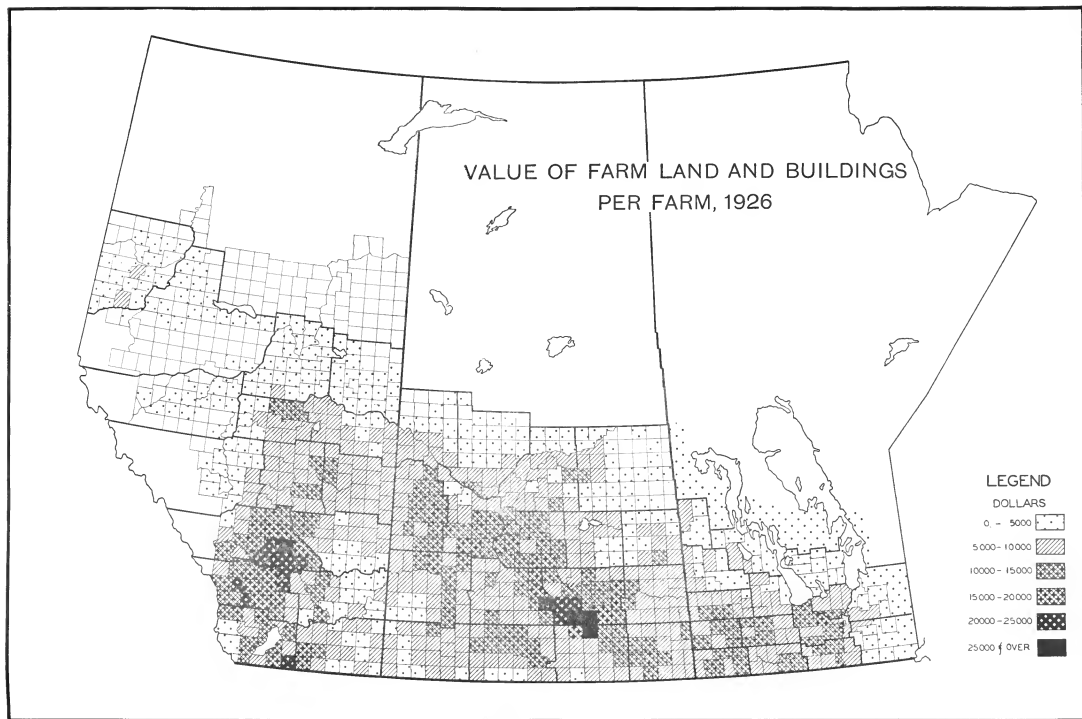 VALUE OF FARM LAND AND BUILDINGS
PER FARM, 1926
LEGEND
DOLLARS
0. – 5000
5000 – 10000
10000 – 15000
15000 – 20000
20000 – 25000
25000 & OVER